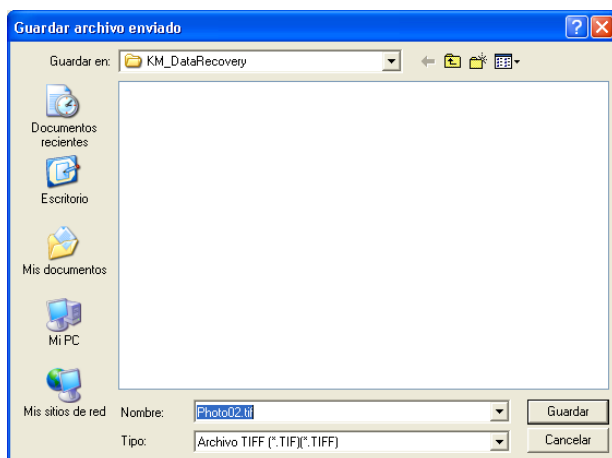 Guardar archivo enviado
Guardar en: KM_DataRecovery
Documentos
recientes
Escritorio
Mis documentos
Mi PC
Mis sitios de red
Nombre: Photo02.tif
Guardar
Tipo: Archivo TIFF (*.TIF)(*.TIFF)
Cancelar